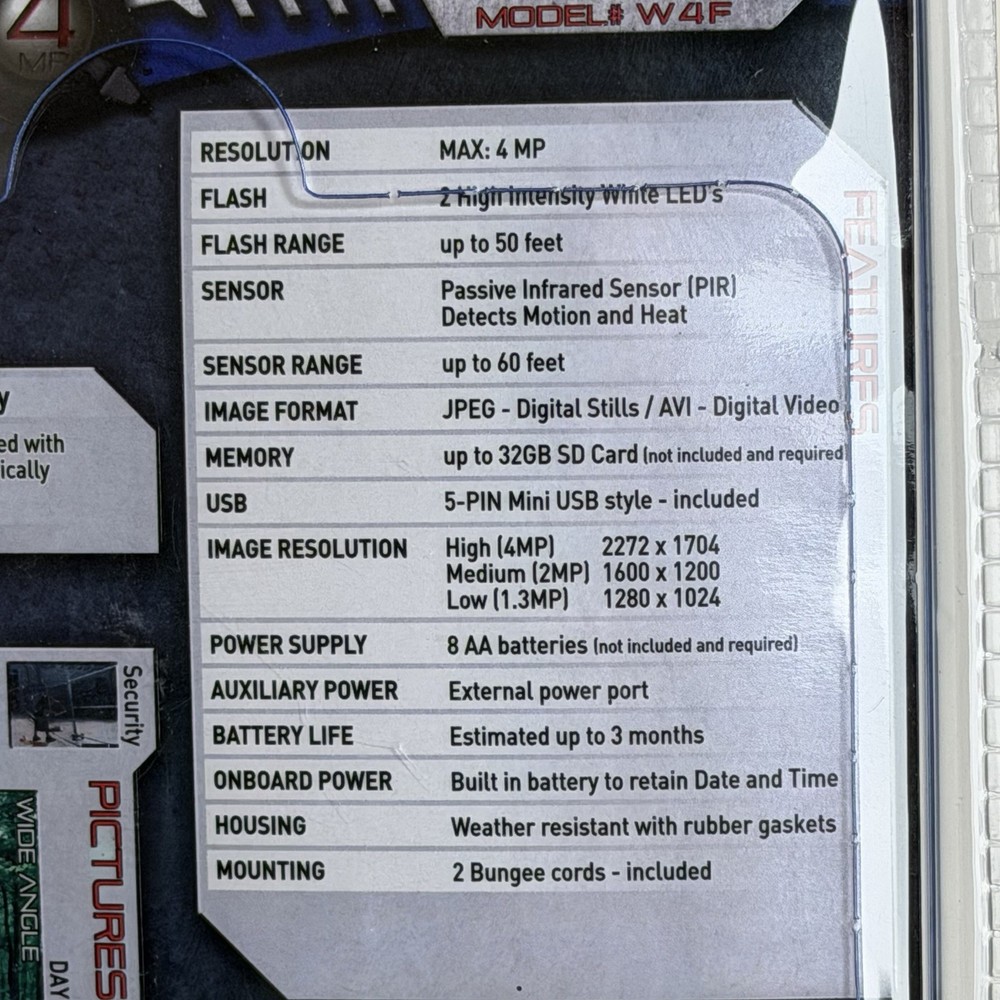 4
MP
MODEL# W4F
RESOLUTION MAX: 4 MP
FLASH 2 High Intensity White LED's
FLASH RANGE up to 50 feet
SENSOR Passive Infrared Sensor (PIR)
Detects Motion and Heat
SENSOR RANGE up to 60 feet
IMAGE FORMAT JPEG - Digital Stills / AVI - Digital Video
MEMORY up to 32GB SD Card (not included and required)
USB 5-PIN Mini USB style - included
IMAGE RESOLUTION High (4MP) 2272 x 1704
Medium (2MP) 1600 x 1200
Low (1.3MP) 1280 x 1024
POWER SUPPLY 8 AA batteries (not included and required)
AUXILIARY POWER External power port
BATTERY LIFE Estimated up to 3 months
ONBOARD POWER Built in battery to retain Date and Time
HOUSING Weather resistant with rubber gaskets
MOUNTING 2 Bungee cords - included
FEATURES
y
ed with
ically
Security
PICTURES
WIDE ANGLE
DAY